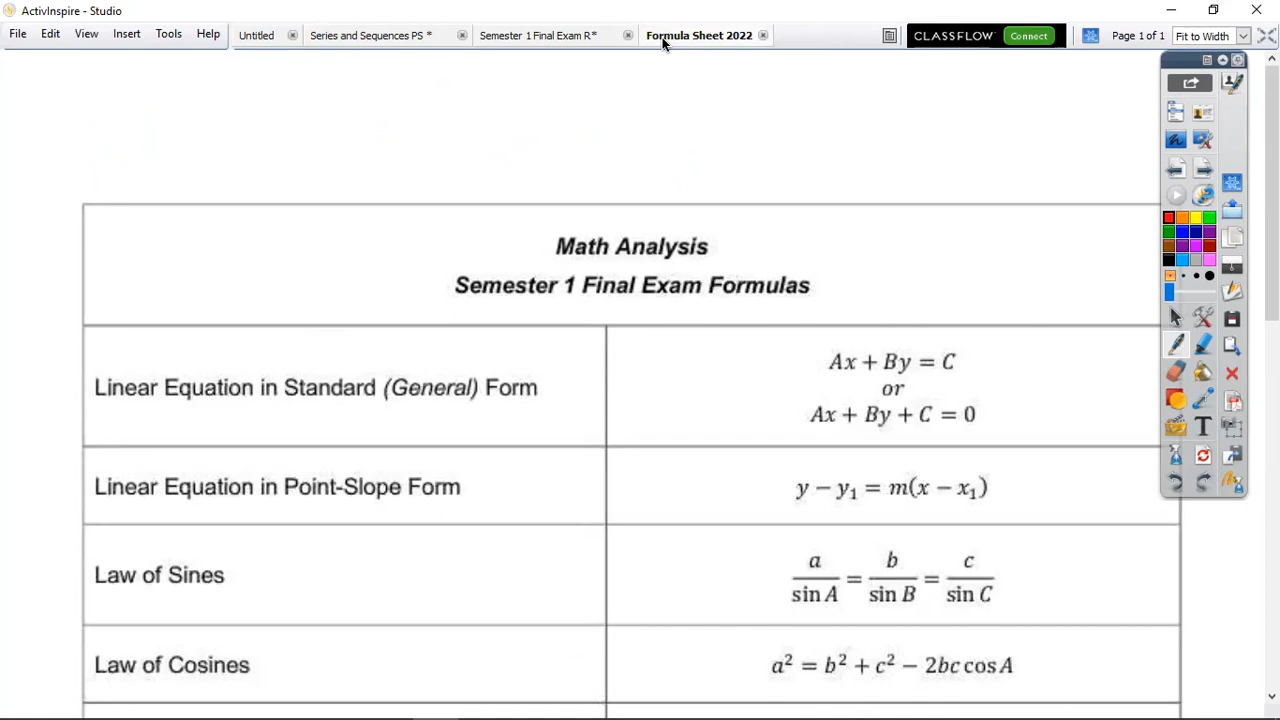 ActivInspire - Studio
File Edit View Insert Tools Help Untitled Series and Sequences PS * Semester 1 Final Exam R* Formula Sheet 2022 CLASSFLOW Connect Page 1 of 1 Fit to Width
Math Analysis
Semester 1 Final Exam Formulas
Linear Equation in Standard (General) Form
Ax + By = C
or
Ax + By + C = 0
Linear Equation in Point-Slope Form
y − y₁ = m(x − x₁)
Law of Sines
a/sin A = b/sin B = c/sin C
Law of Cosines
a² = b² + c² − 2bc cos A